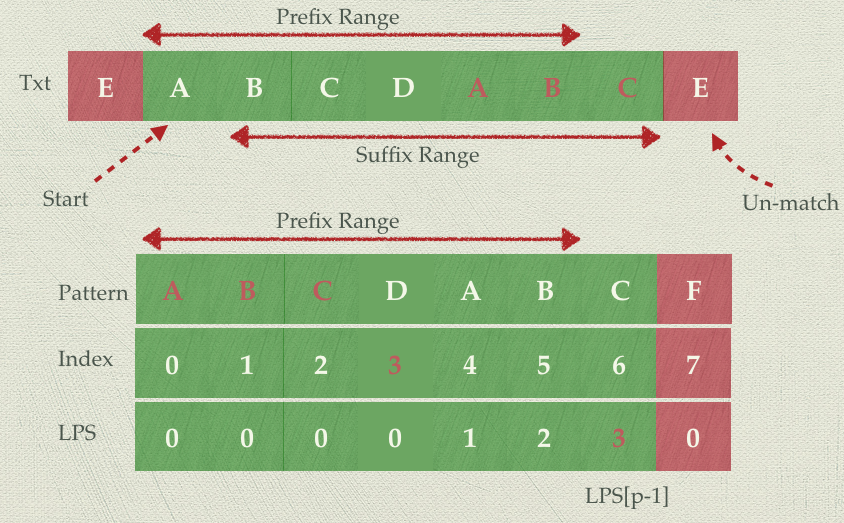 Prefix Range
Txt E A B C D A B C E
Suffix Range
Start
Un-match
Prefix Range
Pattern A B C D A B C F
Index 0 1 2 3 4 5 6 7
LPS 0 0 0 0 1 2 3 0
LPS[p-1]